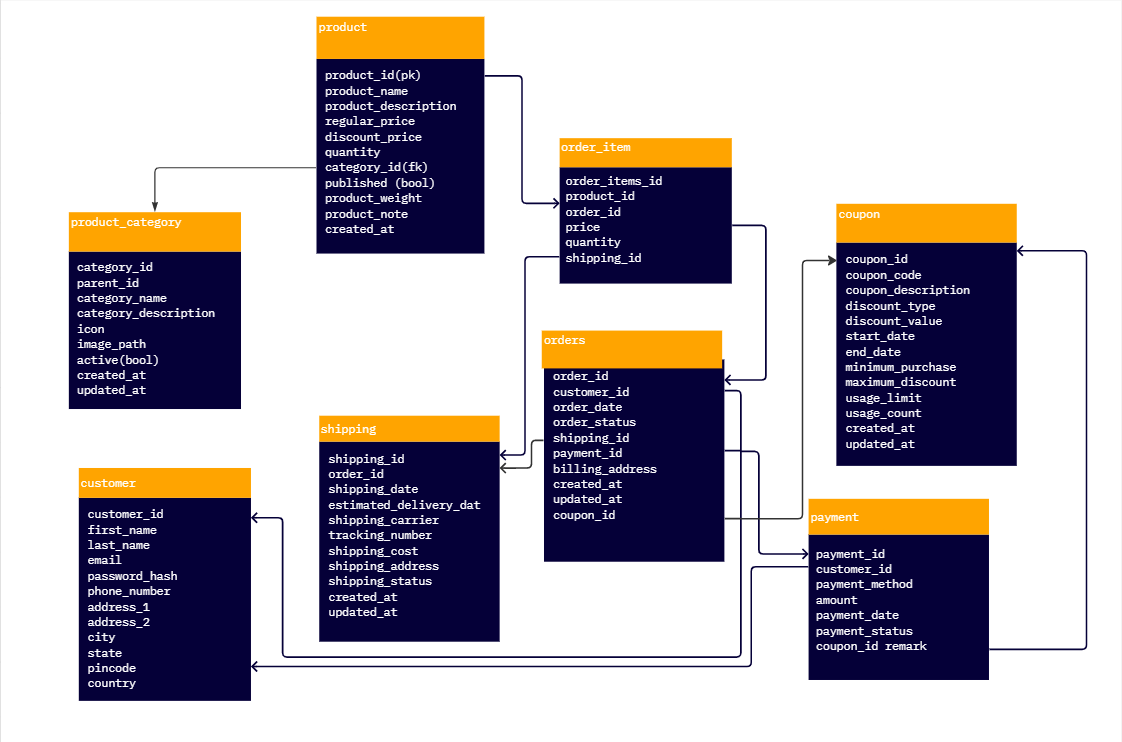 product
product_id(pk)
product_name
product_description
regular_price
discount_price
quantity
category_id(fk)
published (bool)
product_weight
product_note
created_at
order_item
order_items_id
product_id
order_id
price
quantity
shipping_id
product_category
category_id
parent_id
category_name
category_description
icon
image_path
active(bool)
created_at
updated_at
coupon
coupon_id
coupon_code
coupon_description
discount_type
discount_value
start_date
end_date
minimum_purchase
maximum_discount
usage_limit
usage_count
created_at
updated_at
orders
order_id
customer_id
order_date
order_status
shipping_id
payment_id
billing_address
created_at
updated_at
coupon_id
shipping
shipping_id
order_id
shipping_date
estimated_delivery_dat
shipping_carrier
tracking_number
shipping_cost
shipping_address
shipping_status
created_at
updated_at
customer
customer_id
first_name
last_name
email
password_hash
phone_number
address_1
address_2
city
state
pincode
country
payment
payment_id
customer_id
payment_method
amount
payment_date
payment_status
coupon_id remark